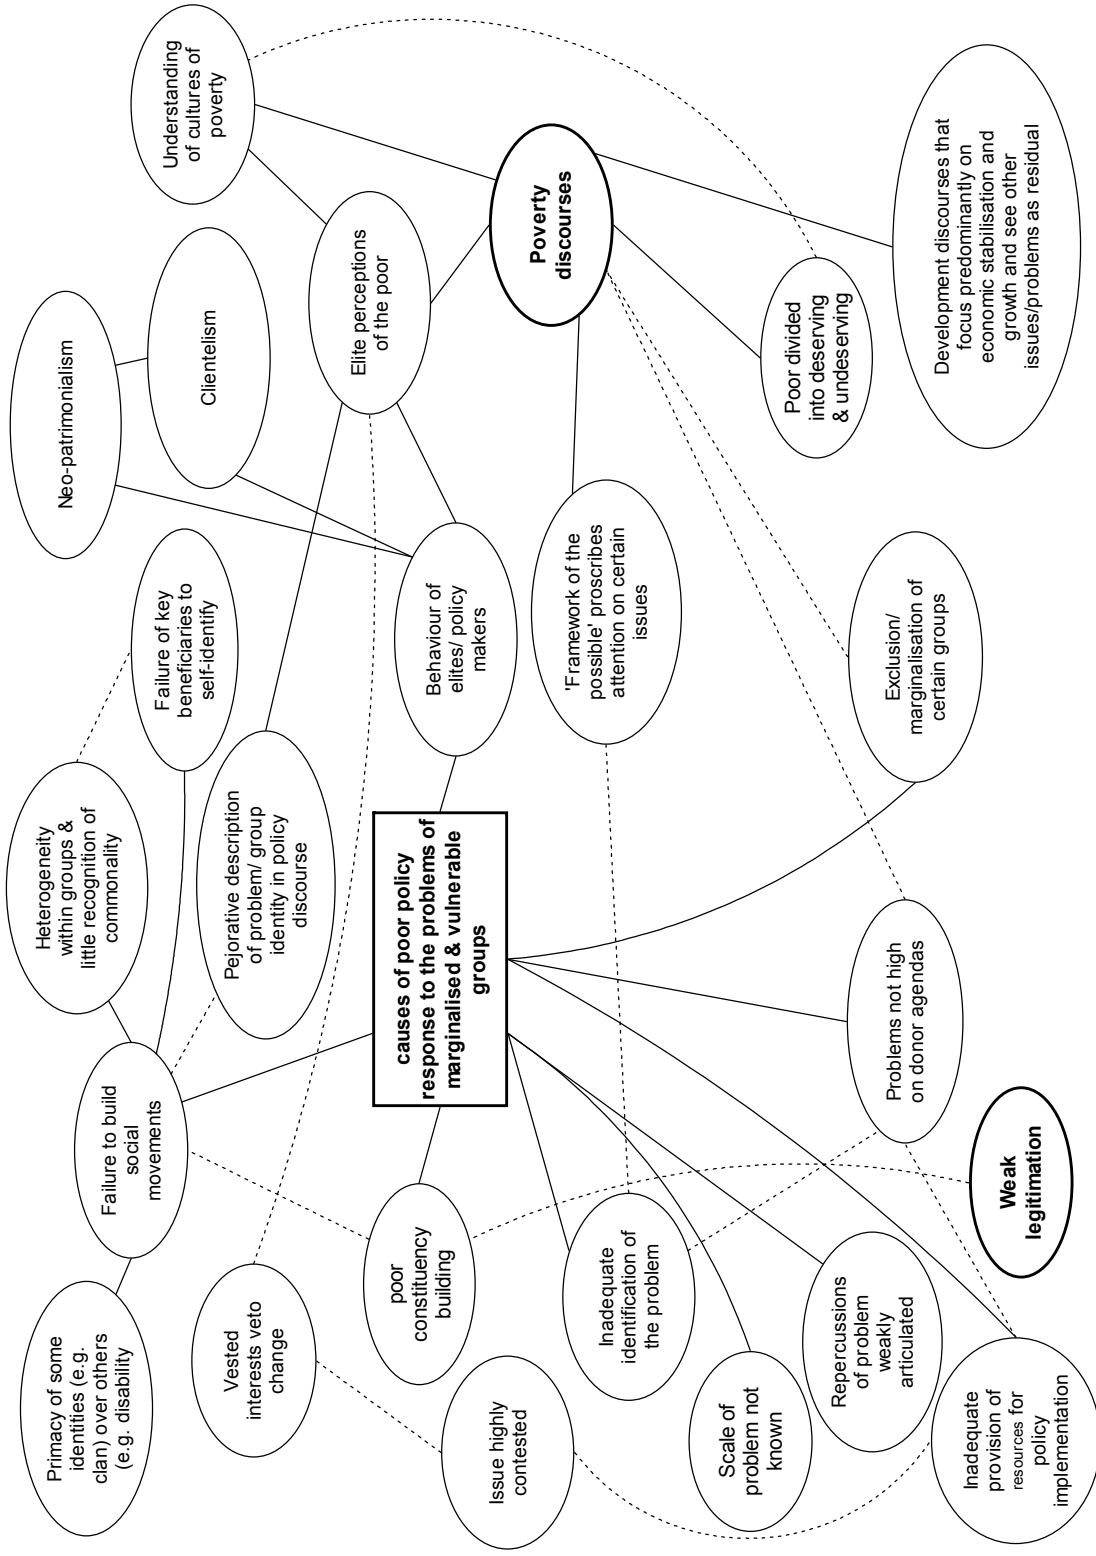 Primacy of some
identities (e.g.
clan) over others
(e.g. disability
Failure to build
social
movements
Heterogeneity
within groups &
little recognition of
commonality
Failure of key
beneficiaries to
self-identify
Neo-patrimonialism
Clientelism
Understanding
of cultures of
poverty
Vested
interests veto
change
Pejorative description
of problem/ group
identity in policy
discourse
Elite perceptions
of the poor
poor
constituency
building
causes of poor policy
response to the problems of
marginalised & vulnerable
groups
Behaviour of
elites/ policy
makers
Poverty
discourses
Issue highly
contested
Inadequate
identification of
the problem
'Framework of the
possible' proscribes
attention on certain
issues
Scale of
problem not
known
Repercussions
of problem
weakly
articulated
Poor divided
into deserving
& undeserving
Inadequate
provision of
resources for
policy
implementation
Weak
legitimation
Problems not high
on donor agendas
Exclusion/
marginalisation of
certain groups
Development discourses that
focus predominantly on
economic stabilisation and
growth and see other
issues/problems as residual